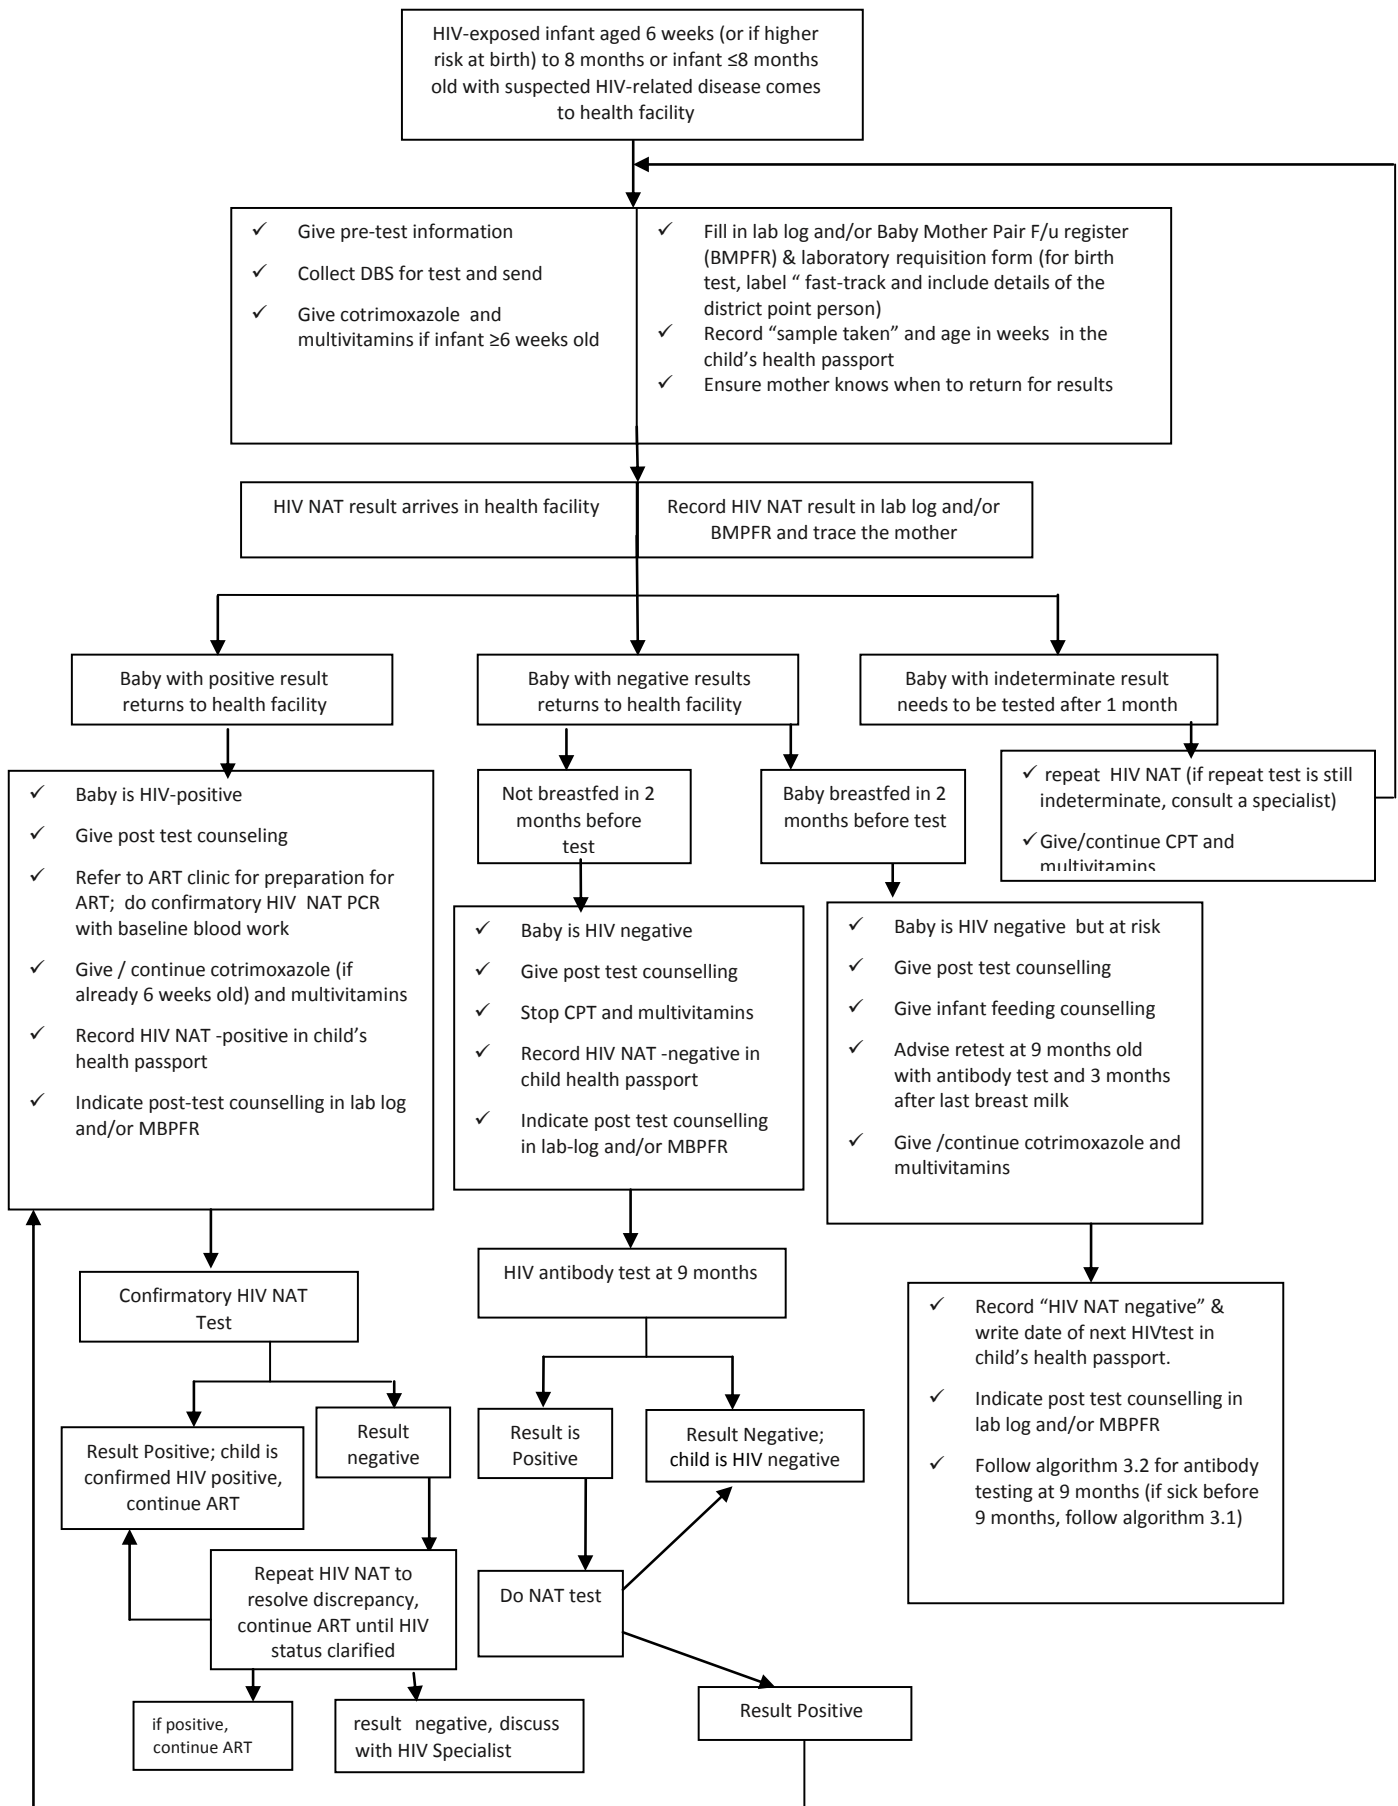 HIV-exposed infant aged 6 weeks (or if higher
risk at birth) to 8 months or infant ≤8 months
old with suspected HIV-related disease comes
to health facility
✓ Give pre-test information
✓ Collect DBS for test and send
✓ Give cotrimoxazole and
multivitamins if infant ≥6 weeks old
✓ Fill in lab log and/or Baby Mother Pair F/u register
(BMPFR) & laboratory requisition form (for birth
test, label “ fast-track and include details of the
district point person)
✓ Record “sample taken” and age in weeks in the
child’s health passport
✓ Ensure mother knows when to return for results
HIV NAT result arrives in health facility
Record HIV NAT result in lab log and/or
BMPFR and trace the mother
Baby with positive result
returns to health facility
Baby with negative results
returns to health facility
Baby with indeterminate result
needs to be tested after 1 month
✓ repeat HIV NAT (if repeat test is still
indeterminate, consult a specialist)
✓ Give/continue CPT and
multivitamins
Not breastfed in 2
months before
test
Baby breastfed in 2
months before test
✓ Baby is HIV-positive
✓ Give post test counseling
✓ Refer to ART clinic for preparation for
ART; do confirmatory HIV NAT PCR
with baseline blood work
✓ Give / continue cotrimoxazole (if
already 6 weeks old) and multivitamins
✓ Record HIV NAT -positive in child’s
health passport
✓ Indicate post-test counselling in lab log
and/or MBPFR
✓ Baby is HIV negative
✓ Give post test counselling
✓ Stop CPT and multivitamins
✓ Record HIV NAT -negative in
child health passport
✓ Indicate post test counselling
in lab-log and/or MBPFR
✓ Baby is HIV negative but at risk
✓ Give post test counselling
✓ Give infant feeding counselling
✓ Advise retest at 9 months old
with antibody test and 3 months
after last breast milk
✓ Give /continue cotrimoxazole and
multivitamins
Confirmatory HIV NAT
Test
HIV antibody test at 9 months
✓ Record “HIV NAT negative” &
write date of next HIVtest in
child’s health passport.
✓ Indicate post test counselling in
lab log and/or MBPFR
✓ Follow algorithm 3.2 for antibody
testing at 9 months (if sick before
9 months, follow algorithm 3.1)
Result Positive; child is
confirmed HIV positive,
continue ART
Result
negative
Result is
Positive
Result Negative;
child is HIV negative
Repeat HIV NAT to
resolve discrepancy,
continue ART until HIV
status clarified
Do NAT test
if positive,
continue ART
result negative, discuss
with HIV Specialist
Result Positive